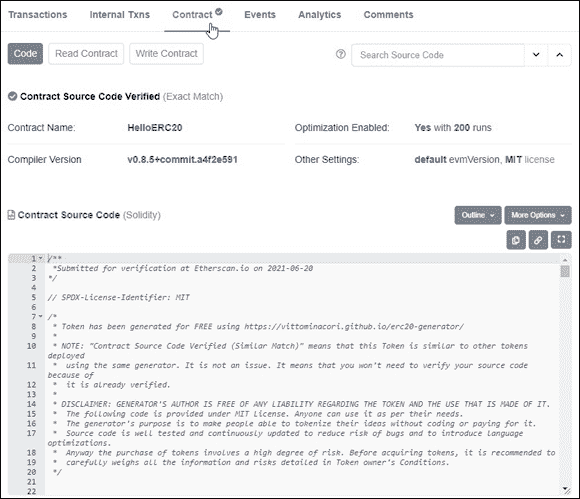 Transactions Internal Txns Contract Events Analytics Comments
Code Read Contract Write Contract Search Source Code
Contract Source Code Verified (Exact Match)
Contract Name: HelloERC20 Optimization Enabled: Yes with 200 runs
Compiler Version v0.8.5+commit.a4f2e591 Other Settings: default evmVersion, MIT license
Contract Source Code (Solidity) Outline More Options
1 /**
2 *Submitted for verification at Etherscan.io on 2021-06-20
3 */
4
5 // SPDX-License-Identifier: MIT
6
7 /*
8 * Token has been generated for FREE using https://vittominacori.github.io/erc20-generator/
9 *
10 * NOTE: "Contract Source Code Verified (Similar Match)" means that this Token is similar to other tokens
deployed
11 * using the same generator. It is not an issue. It means that you won't need to verify your source code
because of
12 * it is already verified.
13 *
14 * DISCLAIMER: GENERATOR'S AUTHOR IS FREE OF ANY LIABILITY REGARDING THE TOKEN AND THE USE THAT IS MADE OF IT.
15 * The following code is provided under MIT License. Anyone can use it as per their needs.
16 * The generator's purpose is to make people able to tokenize their ideas without coding or paying for it.
17 * Source code is well tested and continuously updated to reduce risk of bugs and to introduce language
optimizations.
18 * Anyway the purchase of tokens involves a high degree of risk. Before acquiring tokens, it is recommended to
19 * carefully weighs all the information and risks detailed in Token owner's Conditions.
20 */
21
22